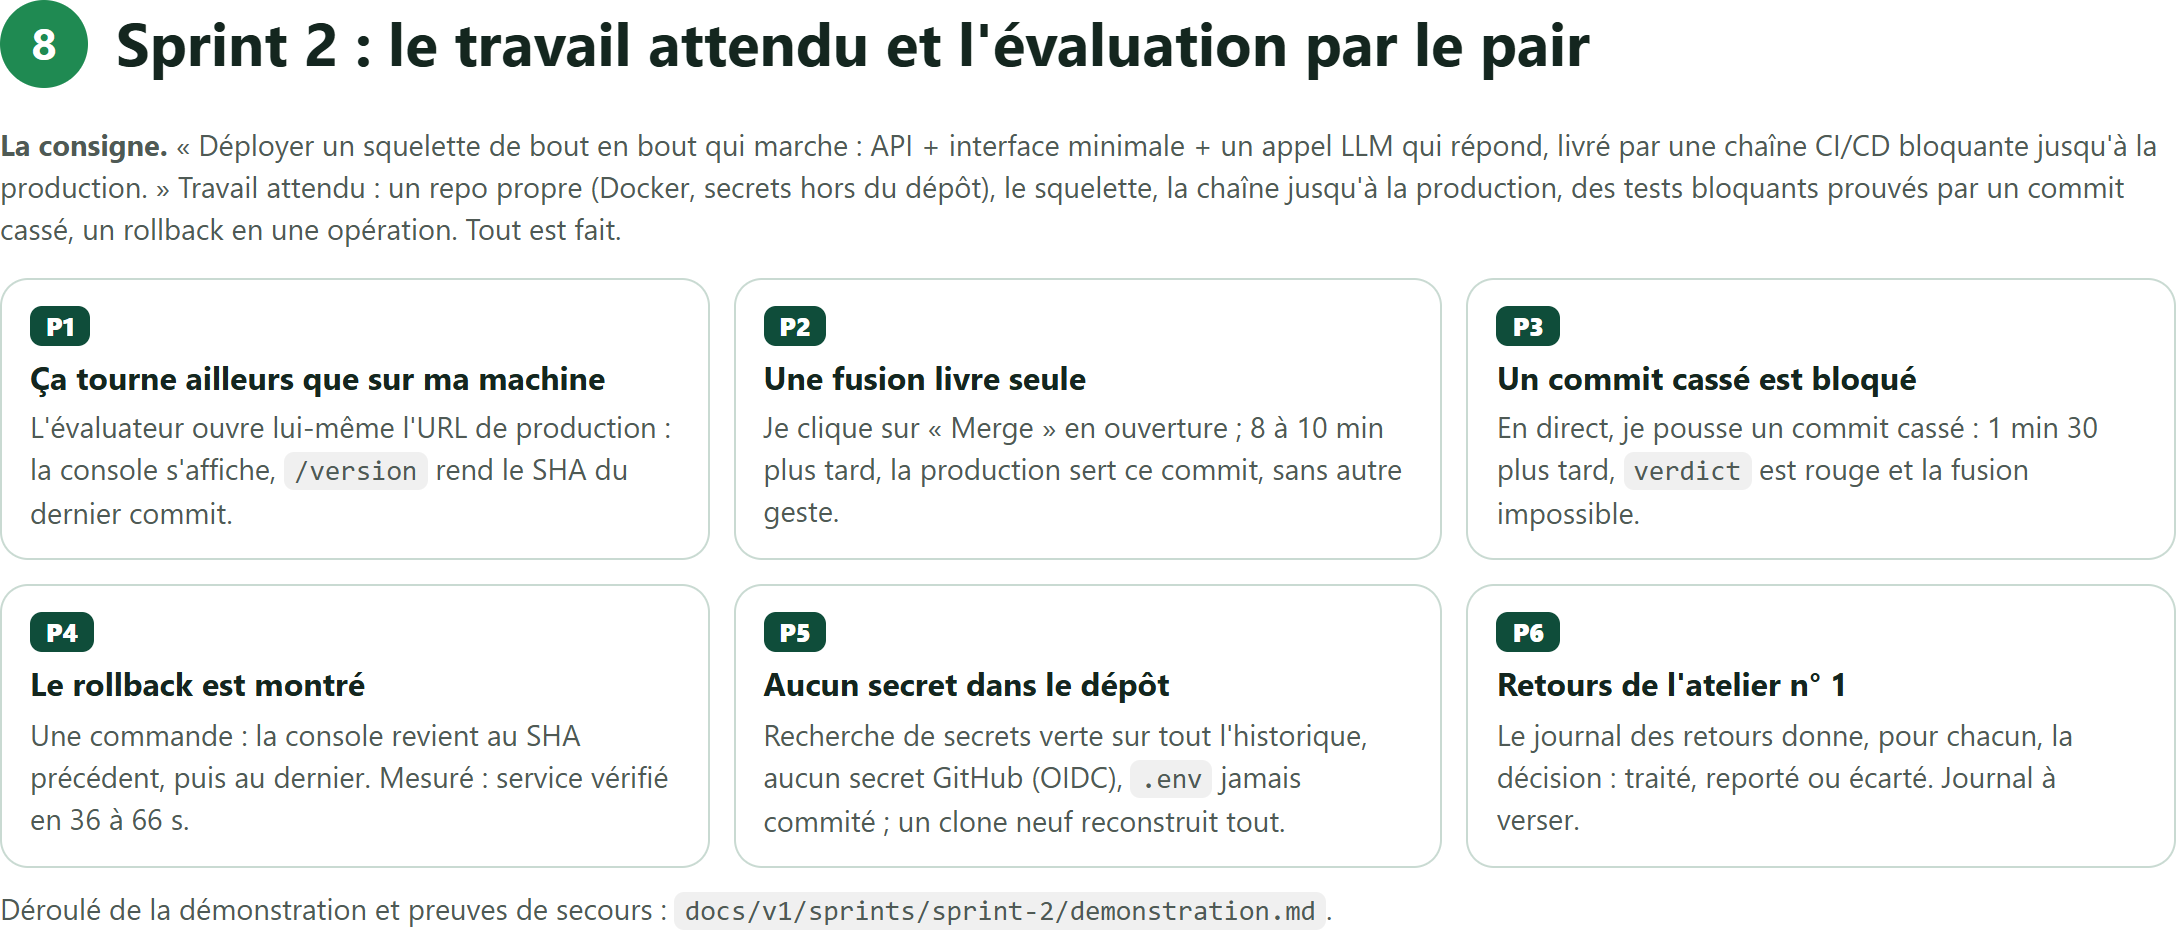 8
Sprint 2 : le travail attendu et l'évaluation par le pair
La consigne. « Déployer un squelette de bout en bout qui marche : API + interface minimale + un appel LLM qui répond, livré par une chaîne CI/CD bloquante jusqu'à la
production. » Travail attendu : un repo propre (Docker, secrets hors du dépôt), le squelette, la chaîne jusqu'à la production, des tests bloquants prouvés par un commit
cassé, un rollback en une opération. Tout est fait.
P1
Ça tourne ailleurs que sur ma machine
L'évaluateur ouvre lui-même l'URL de production :
la console s'affiche, /version rend le SHA du
dernier commit.
P2
Une fusion livre seule
Je clique sur « Merge » en ouverture ; 8 à 10 min
plus tard, la production sert ce commit, sans autre
geste.
P3
Un commit cassé est bloqué
En direct, je pousse un commit cassé : 1 min 30
plus tard, verdict est rouge et la fusion
impossible.
P4
Le rollback est montré
Une commande : la console revient au SHA
précédent, puis au dernier. Mesuré : service vérifié
en 36 à 66 s.
P5
Aucun secret dans le dépôt
Recherche de secrets verte sur tout l'historique,
aucun secret GitHub (OIDC), .env jamais
commité ; un clone neuf reconstruit tout.
P6
Retours de l'atelier n° 1
Le journal des retours donne, pour chacun, la
décision : traité, reporté ou écarté. Journal à
verser.
Déroulé de la démonstration et preuves de secours : docs/v1/sprints/sprint-2/demonstration.md.